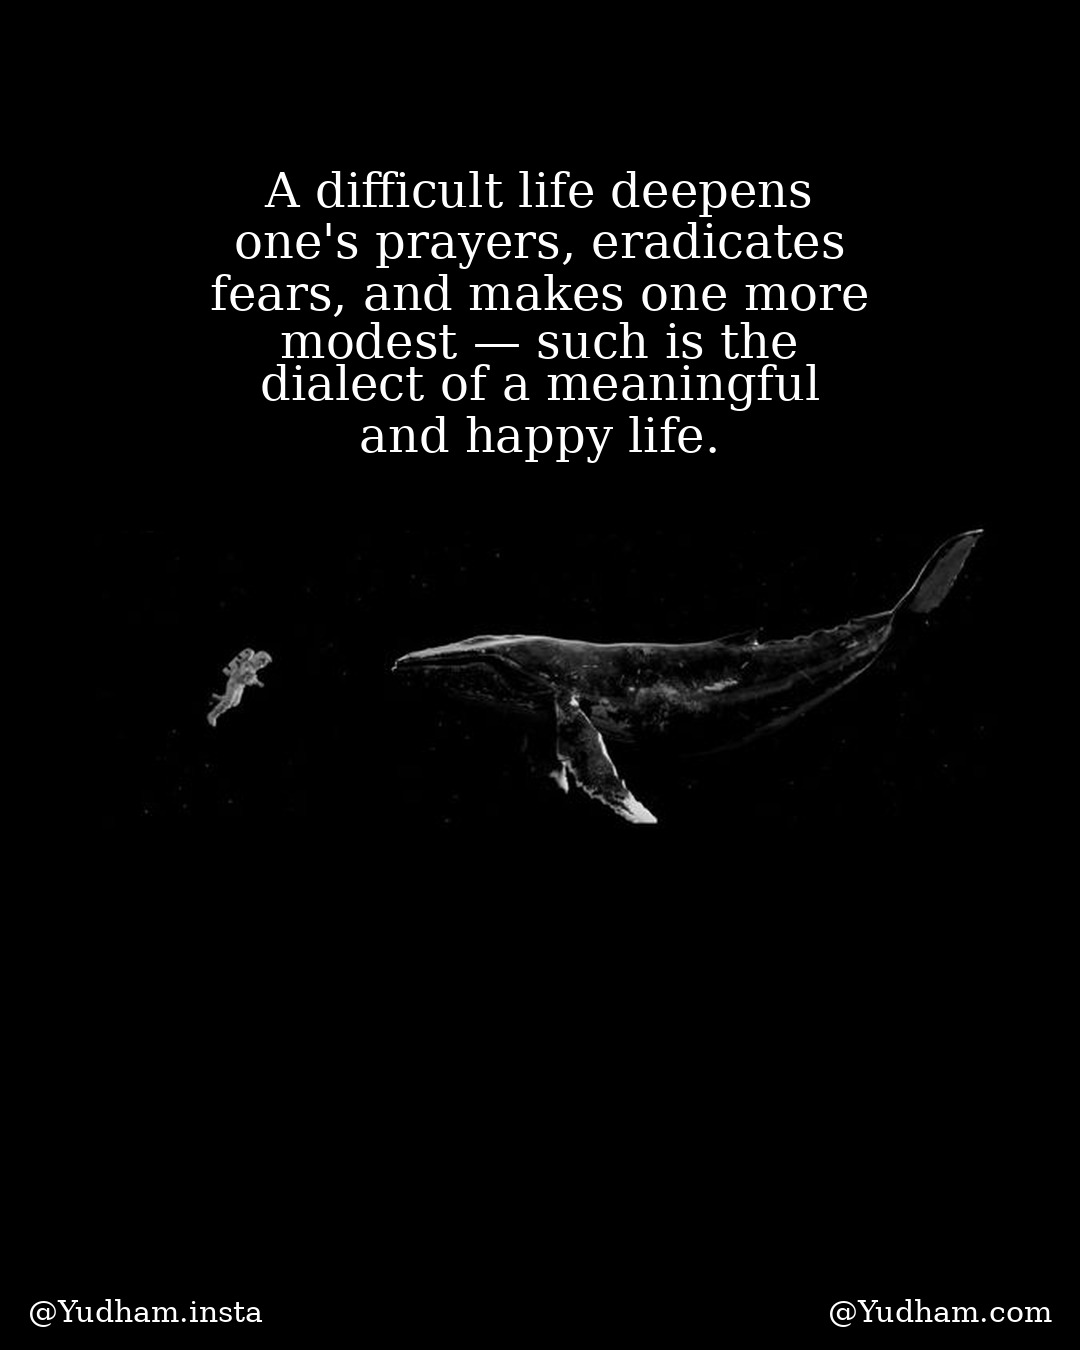 A difficult life deepens
one's prayers, eradicates
fears, and makes one more
modest — such is the
dialect of a meaningful
and happy life.
@Yudham.insta
@Yudham.com